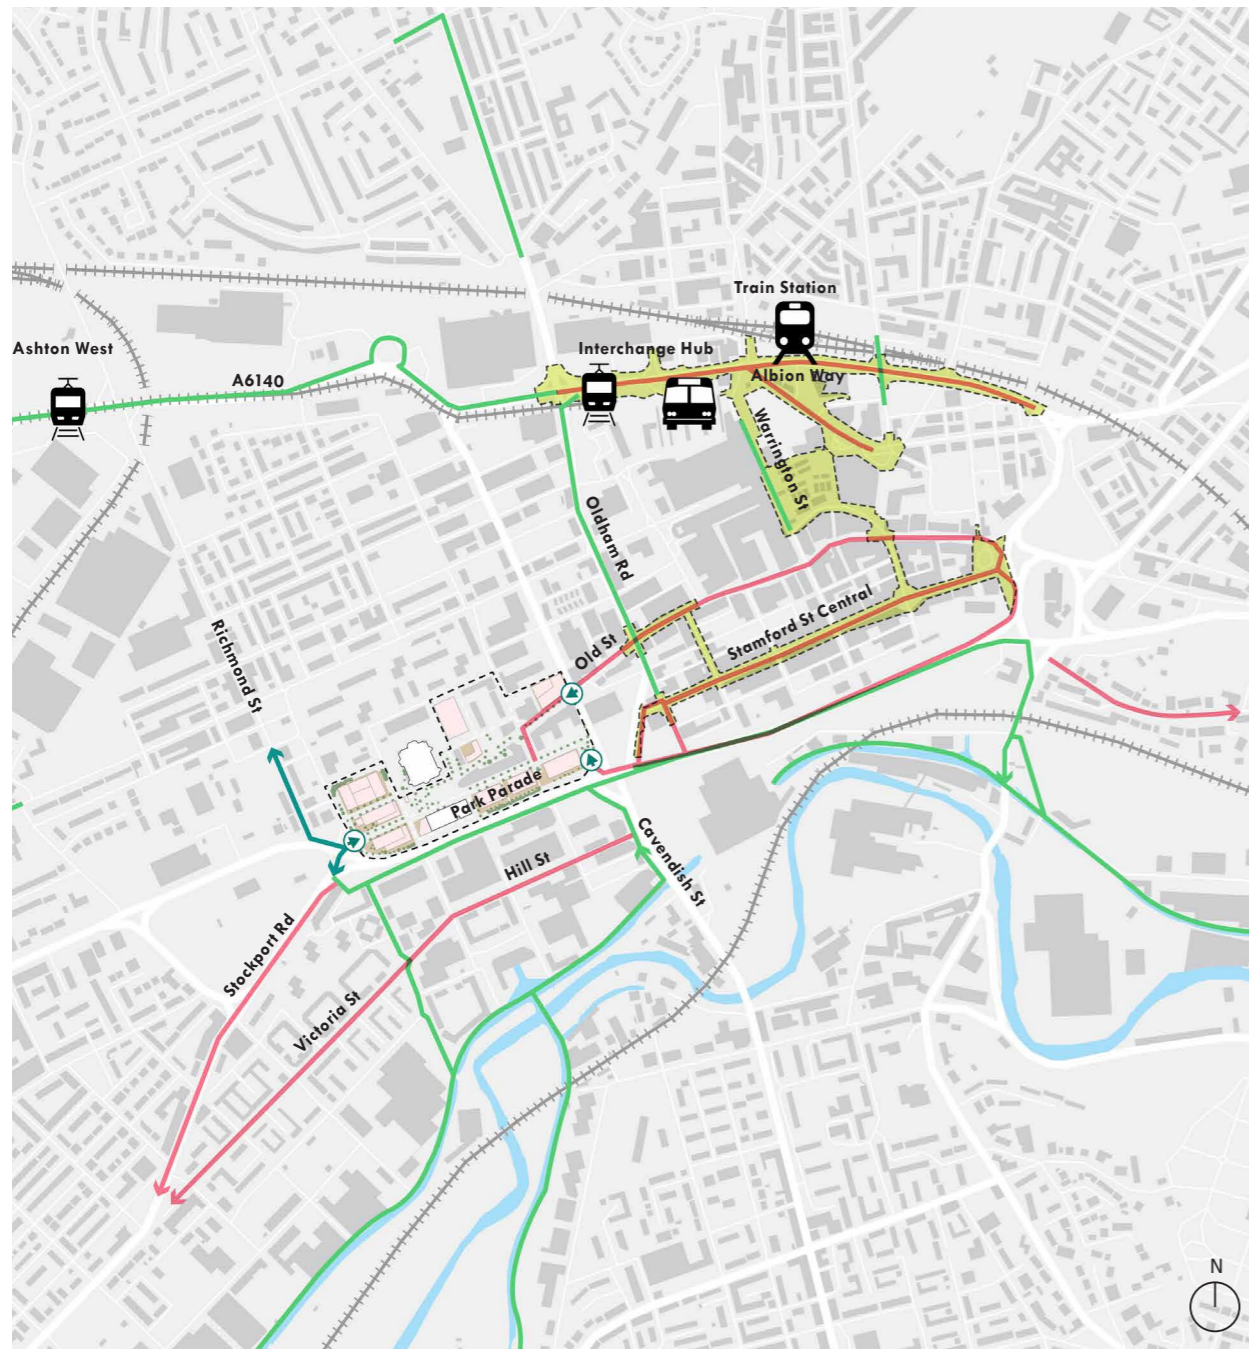 Train Station
Ashton West
Interchange Hub
A6140
Albion Way
Warrington St
Oldham Rd
Stamford St Central
Old St
Richmond St
Park Parade
Hill St
Cavendish St
Stockport Rd
Victoria St
N